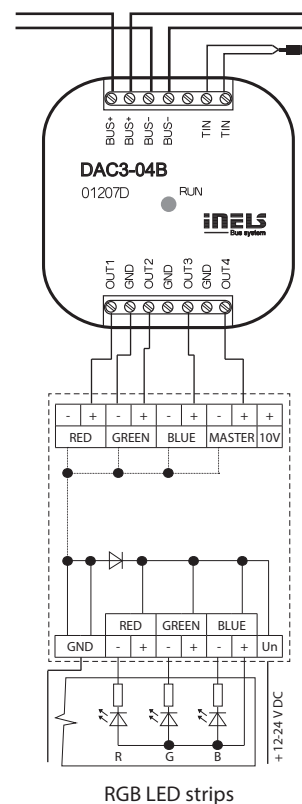 BUS+ BUS+ BUS- BUS- TIN TIN
DAC3-04B
01207D RUN
iNELS
Bus system
OUT1 GND OUT2 GND OUT3 GND OUT4
- + - + - + - + +
RED GREEN BLUE MASTER 10V
RED GREEN BLUE
GND - + - + - + Un
R G B
+ 12-24 V DC
RGB LED strips